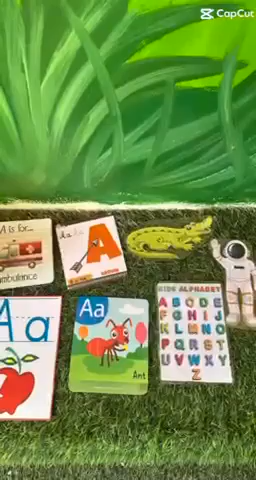 CapCut
A is for...
ambulance
A
Aa
Aa
Ant
KIDS ALPHABET
A B C D E
F G H I J
K L M N O
P Q R S T
U V W X Y
Z